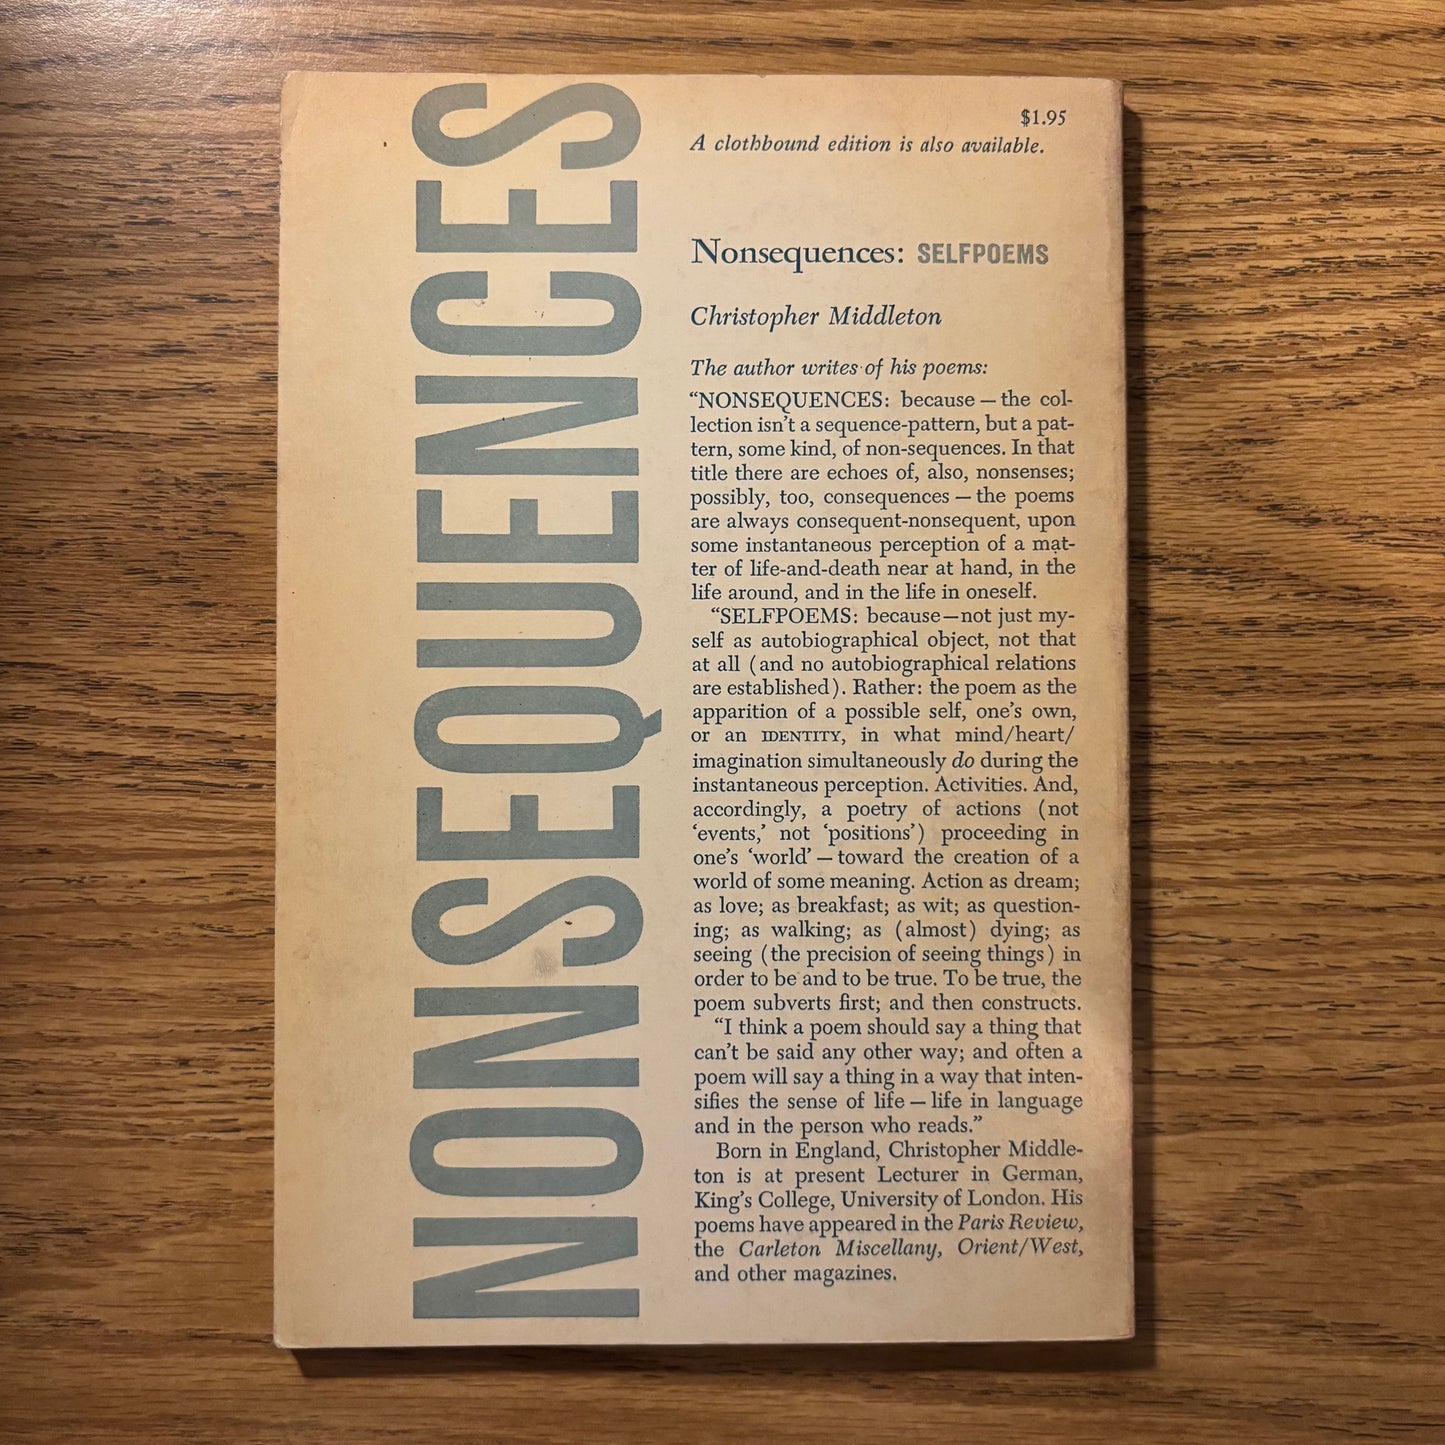 NONSEQUENCES
$1.95
A clothbound edition is also available.
Nonsequences: SELFPOEMS
Christopher Middleton
The author writes of his poems:
“NONSEQUENCES: because — the col-
lection isn’t a sequence-pattern, but a pat-
tern, some kind, of non-sequences. In that
title there are echoes of, also, nonsenses;
possibly, too, consequences — the poems
are always consequent-nonsequent, upon
some instantaneous perception of a mat-
ter of life-and-death near at hand, in the
life around, and in the life in oneself.
“SELFPOEMS: because—not just my-
self as autobiographical object, not that
at all (and no autobiographical relations
are established). Rather: the poem as the
apparition of a possible self, one’s own,
or an IDENTITY, in what mind/heart/
imagination simultaneously do during the
instantaneous perception. Activities. And,
accordingly, a poetry of actions (not
‘events,’ not ‘positions’) proceeding in
one’s ‘world’ — toward the creation of a
world of some meaning. Action as dream;
as love; as breakfast; as wit; as question-
ing; as walking; as (almost) dying; as
seeing (the precision of seeing things) in
order to be and to be true. To be true, the
poem subverts first; and then constructs.
“I think a poem should say a thing that
can’t be said any other way; and often a
poem will say a thing in a way that inten-
sifies the sense of life — life in language
and in the person who reads.”
Born in England, Christopher Middle-
ton is at present Lecturer in German,
King’s College, University of London. His
poems have appeared in the Paris Review,
the Carleton Miscellany, Orient/West,
and other magazines.